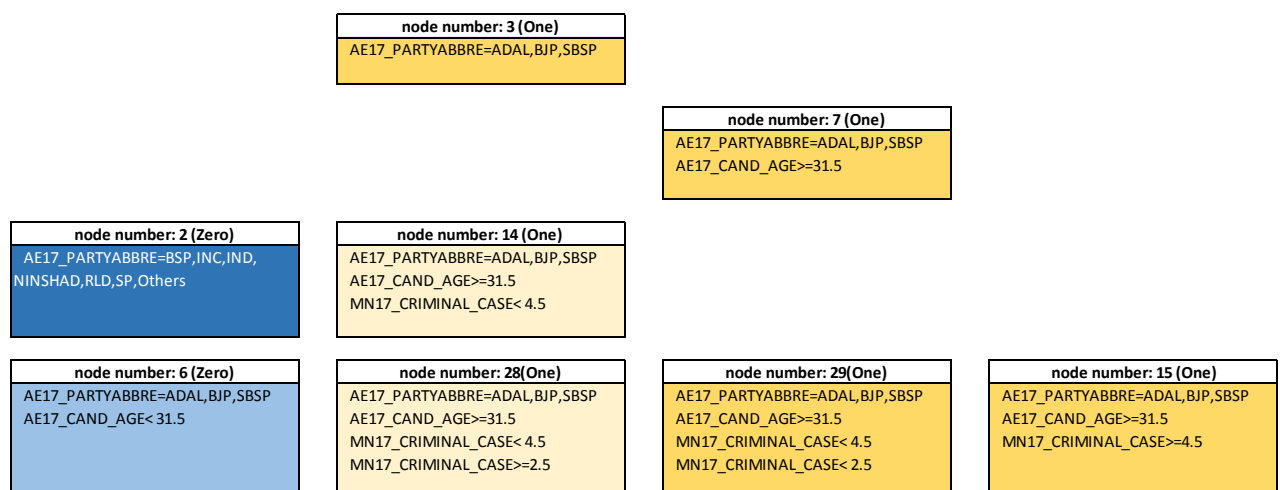 node number: 3 (One)
AE17_PARTYABBRE=ADAL,BJP,SBSP
node number: 7 (One)
AE17_PARTYABBRE=ADAL,BJP,SBSP
AE17_CAND_AGE>=31.5
node number: 2 (Zero)
AE17_PARTYABBRE=BSP,INC,IND,
NINSHAD,RLD,SP,Others
node number: 14 (One)
AE17_PARTYABBRE=ADAL,BJP,SBSP
AE17_CAND_AGE>=31.5
MN17_CRIMINAL_CASE< 4.5
node number: 6 (Zero)
AE17_PARTYABBRE=ADAL,BJP,SBSP
AE17_CAND_AGE< 31.5
node number: 28(One)
AE17_PARTYABBRE=ADAL,BJP,SBSP
AE17_CAND_AGE>=31.5
MN17_CRIMINAL_CASE< 4.5
MN17_CRIMINAL_CASE>=2.5
node number: 29(One)
AE17_PARTYABBRE=ADAL,BJP,SBSP
AE17_CAND_AGE>=31.5
MN17_CRIMINAL_CASE< 4.5
MN17_CRIMINAL_CASE< 2.5
node number: 15 (One)
AE17_PARTYABBRE=ADAL,BJP,SBSP
AE17_CAND_AGE>=31.5
MN17_CRIMINAL_CASE>=4.5